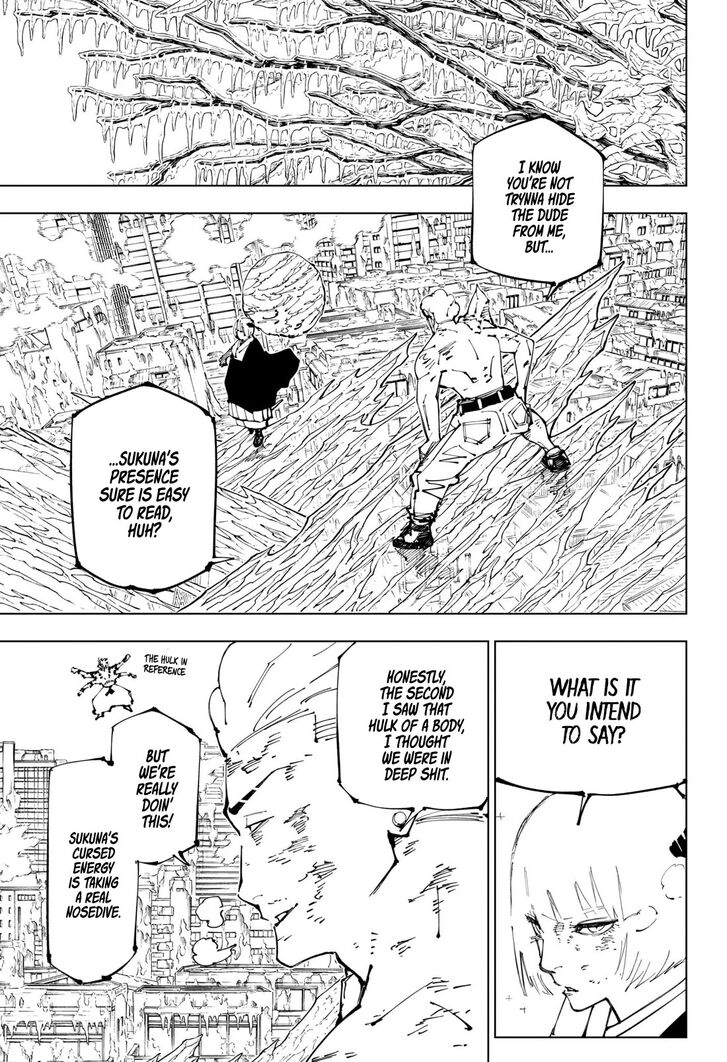 I KNOW
YOU'RE NOT
TRYNNA HIDE
THE DUDE
FROM ME,
BUT...
...SUKUNA'S
PRESENCE
SURE IS EASY
TO READ,
HUH?
WHAT IS IT
YOU INTEND
TO SAY?
HONESTLY,
THE SECOND
I SAW THAT
HULK OF A BODY,
I THOUGHT
WE WERE IN
DEEP SHIT.
THE HULK IN
REFERENCE
BUT
WE'RE
REALLY
DOIN'
THIS!
SUKUNA'S
CURSED
ENERGY
IS TAKING
A REAL
NOSEDIVE.